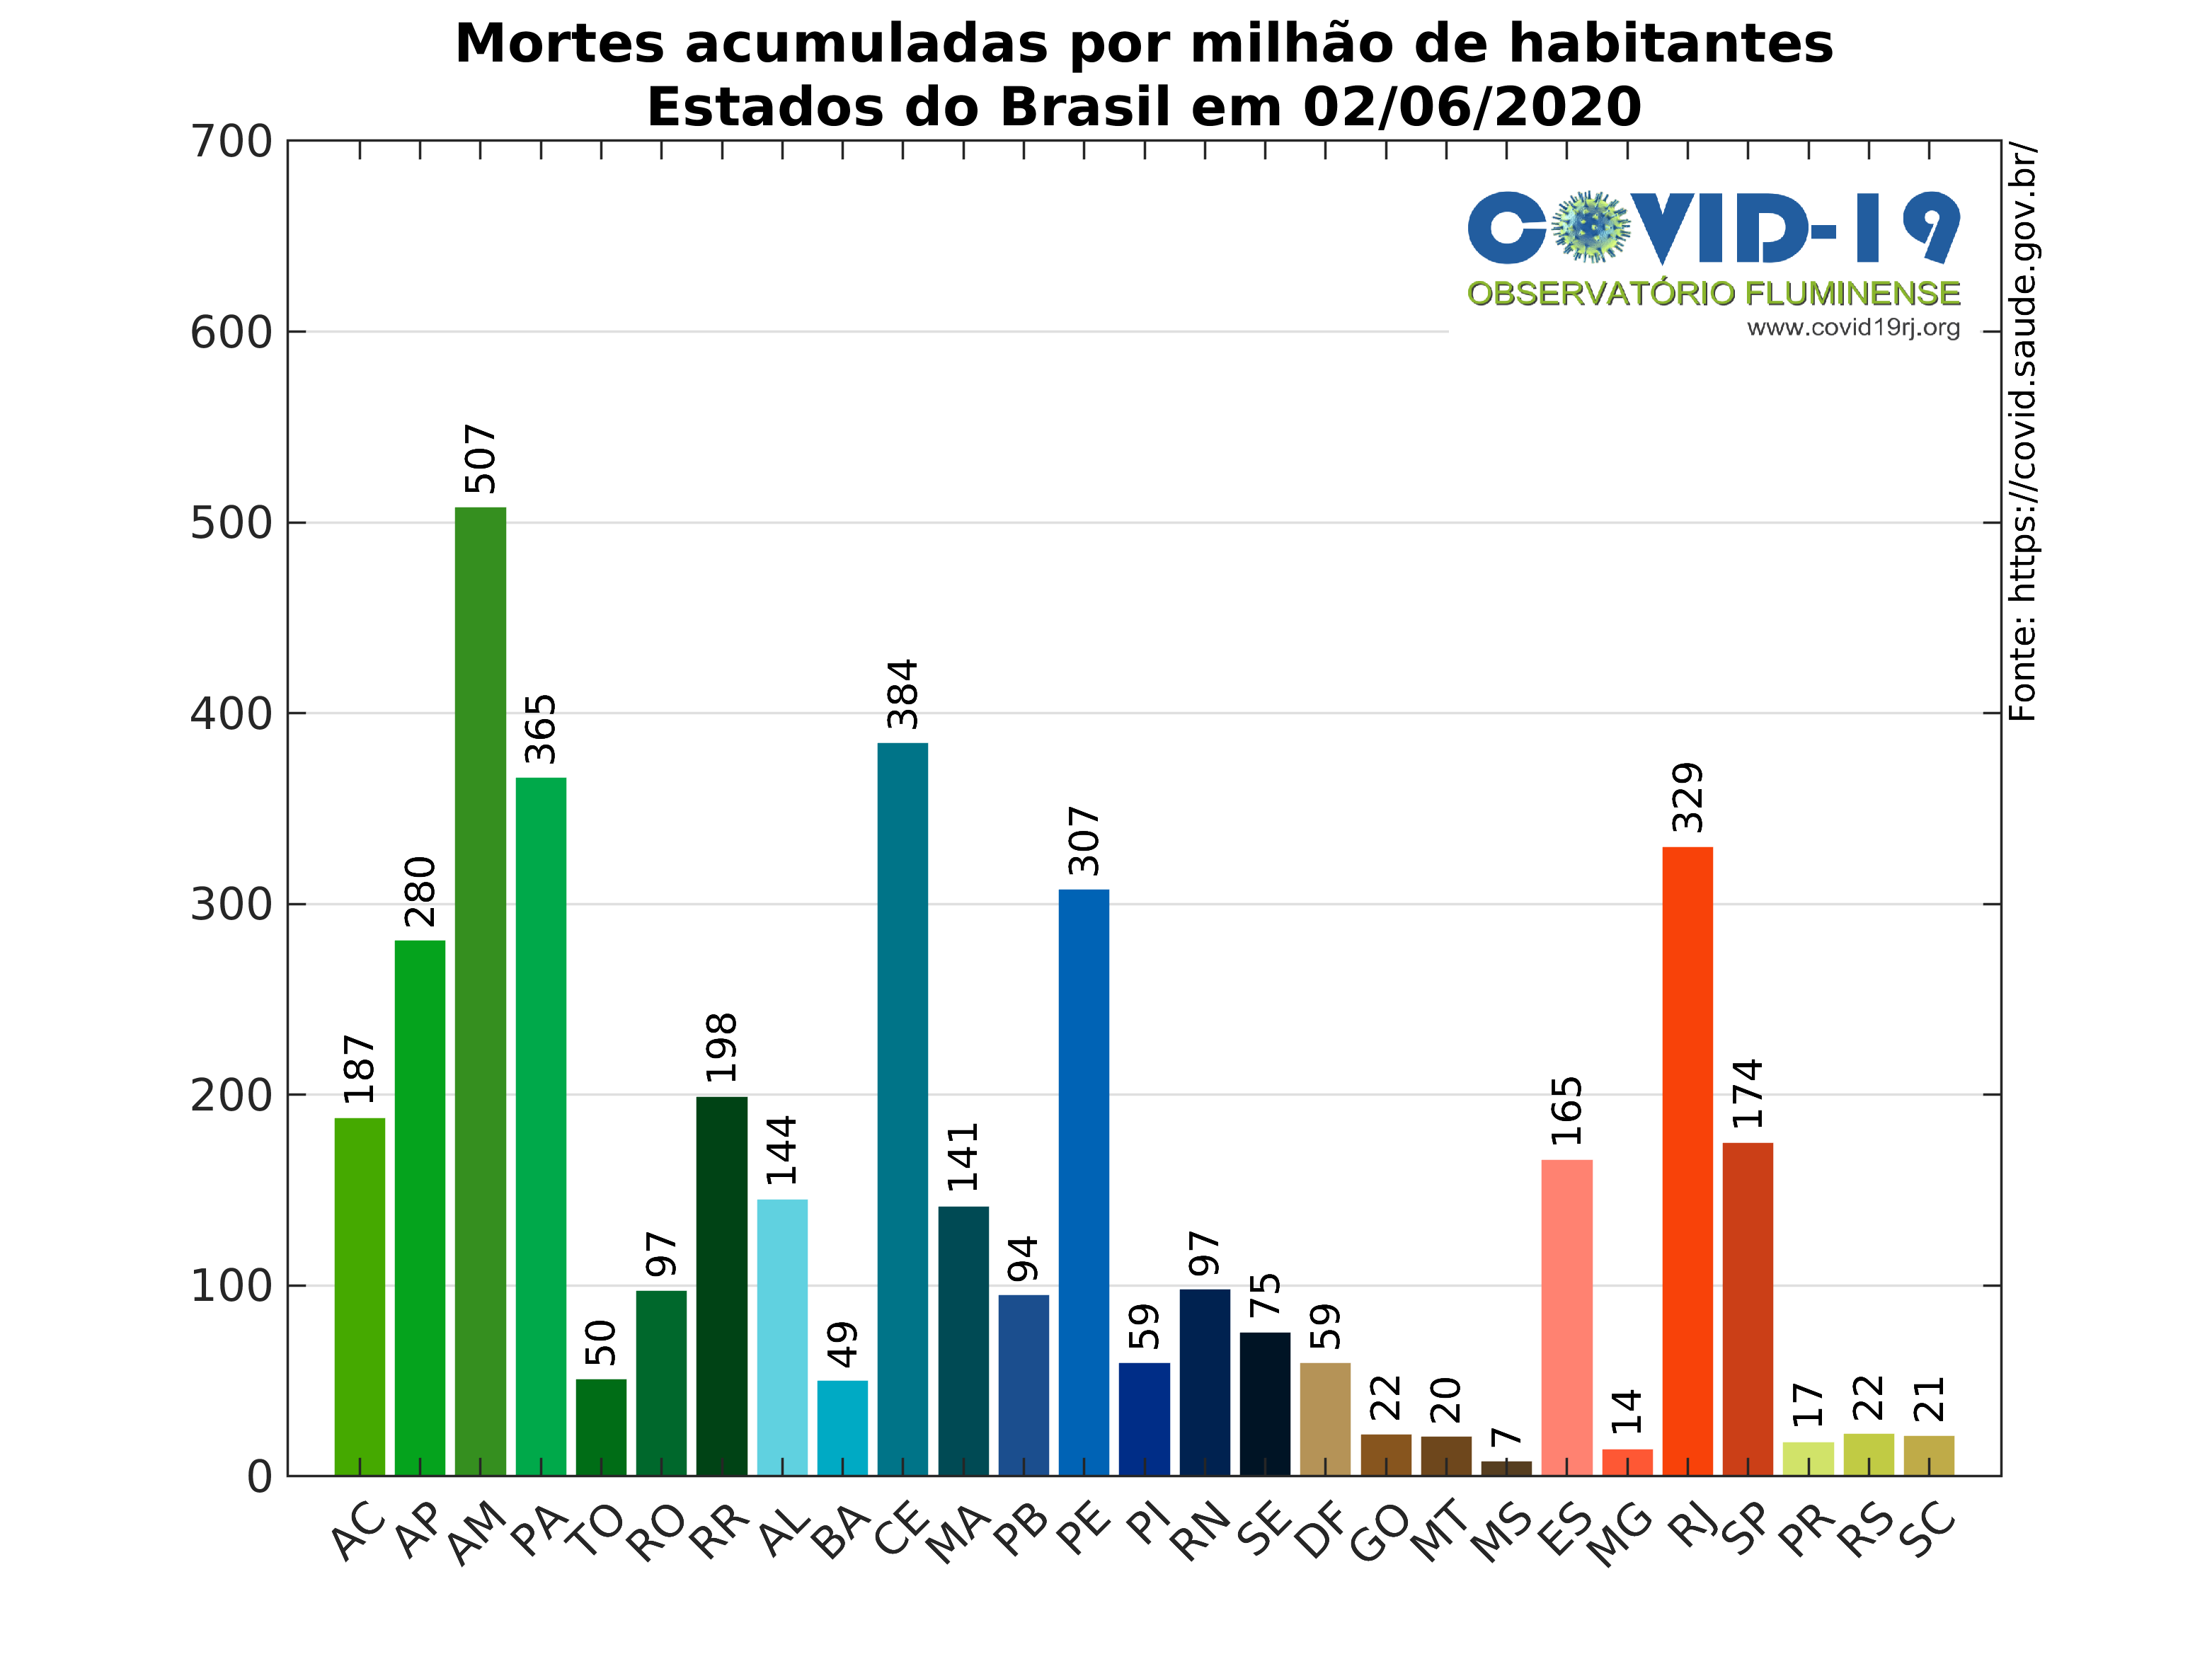 Mortes acumuladas por milhão de habitantes
Estados do Brasil em 02/06/2020
700
600
500
400
300
200
100
0
COVID-19
OBSERVATÓRIO FLUMINENSE
www.covid19rj.org
Fonte: https://covid.saude.gov.br/
187
280
507
365
50
97
198
144
49
384
141
94
307
59
97
75
59
22
20
7
165
14
329
174
17
22
21
AC
AP
AM
PA
TO
RO
RR
AL
BA
CE
MA
PB
PE
PI
RN
SE
DF
GO
MT
MS
ES
MG
RJ
SP
PR
RS
SC